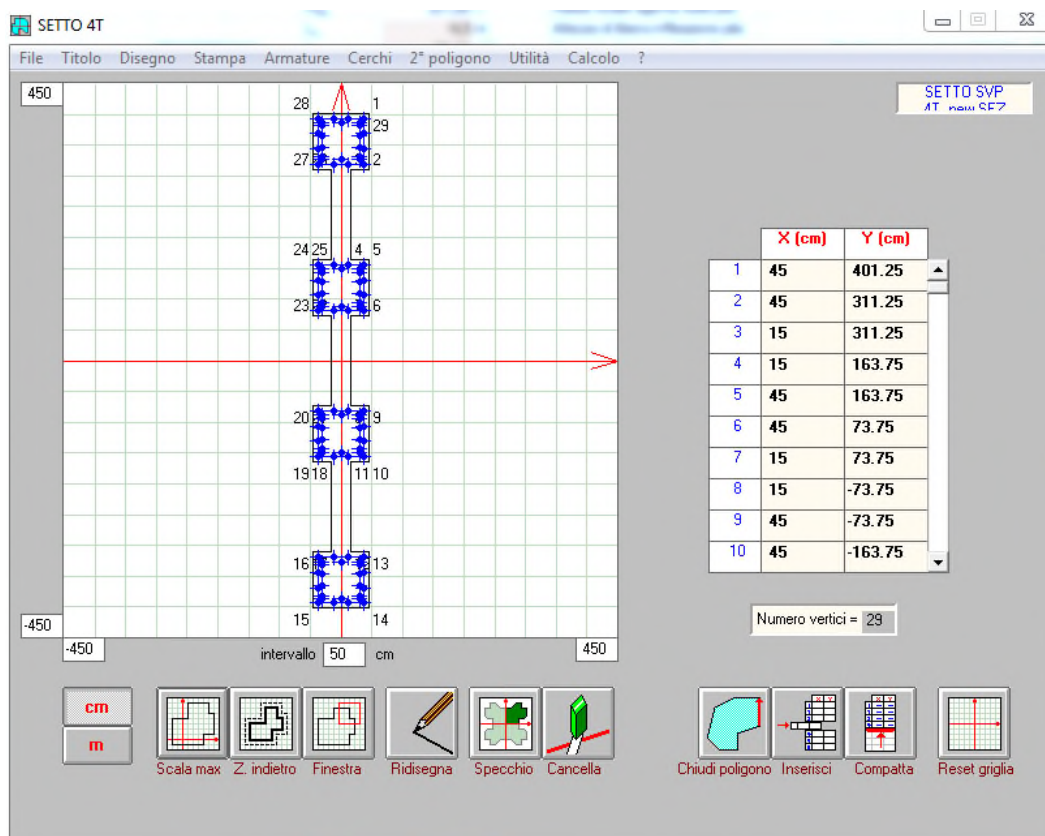 SETTO 4T
File Titolo Disegno Stampa Armature Cerchi 2° poligono Utilità Calcolo ?
450
SETTO SVP
4T new SEZ
28 1
29
27 2
24 25 4 5
23 6
20 9
19 18 11 10
16 13
15 14
-450
-450 450
intervallo 50 cm
X (cm) Y (cm)
1 45 401.25
2 45 311.25
3 15 311.25
4 15 163.75
5 45 163.75
6 45 73.75
7 15 73.75
8 15 -73.75
9 45 -73.75
10 45 -163.75
Numero vertici = 29
cm
m
Scala max Z. indietro Finestra Ridisegna Specchio Cancella Chiudi poligono Inserisci Compatta Reset griglia